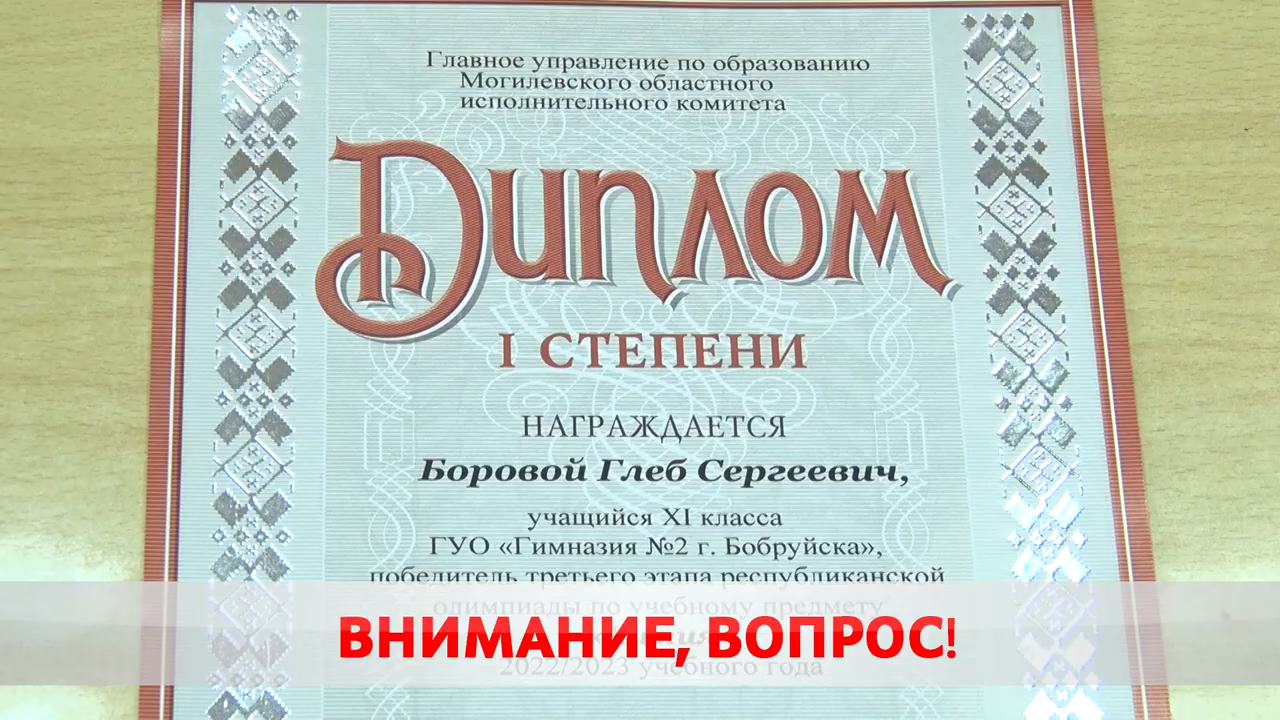 Главное управление по образованию
Могилевского областного
исполнительного комитета
Диплом
I СТЕПЕНИ
НАГРАЖДАЕТСЯ
Боровой Глеб Сергеевич,
учащийся XI класса
ГУО «Гимназия №2 г. Бобруйска»,
победитель третьего этапа республиканской
олимпиады по учебному предмету
ВНИМАНИЕ, ВОПРОС!
2022/2023 учебного года